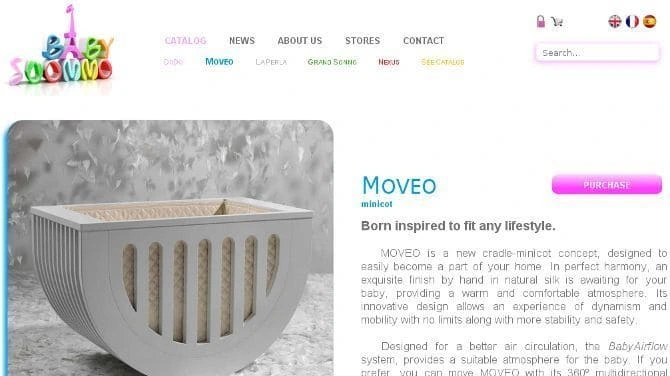 BABY
SOOMMO
CATALOG NEWS ABOUT US STORES CONTACT
Moveo LaPerla Grand Sonno Nexus See Catalog
Search...
MOVEO
minicot
PURCHASE
Born inspired to fit any lifestyle.
MOVEO is a new cradle-minicot concept, designed to
easily become a part of your home. In perfect harmony, an
exquisite finish by hand in natural silk is awaiting for your
baby, providing a warm and comfortable atmosphere. Its
innovative design allows an experience of dynamism and
mobility with no limits along with more stability and safety.
Designed for a better air circulation, the BabyAirflow
system, provides a suitable atmosphere for the baby. If you
prefer, you can move MOVEO with its 360º multidirectional